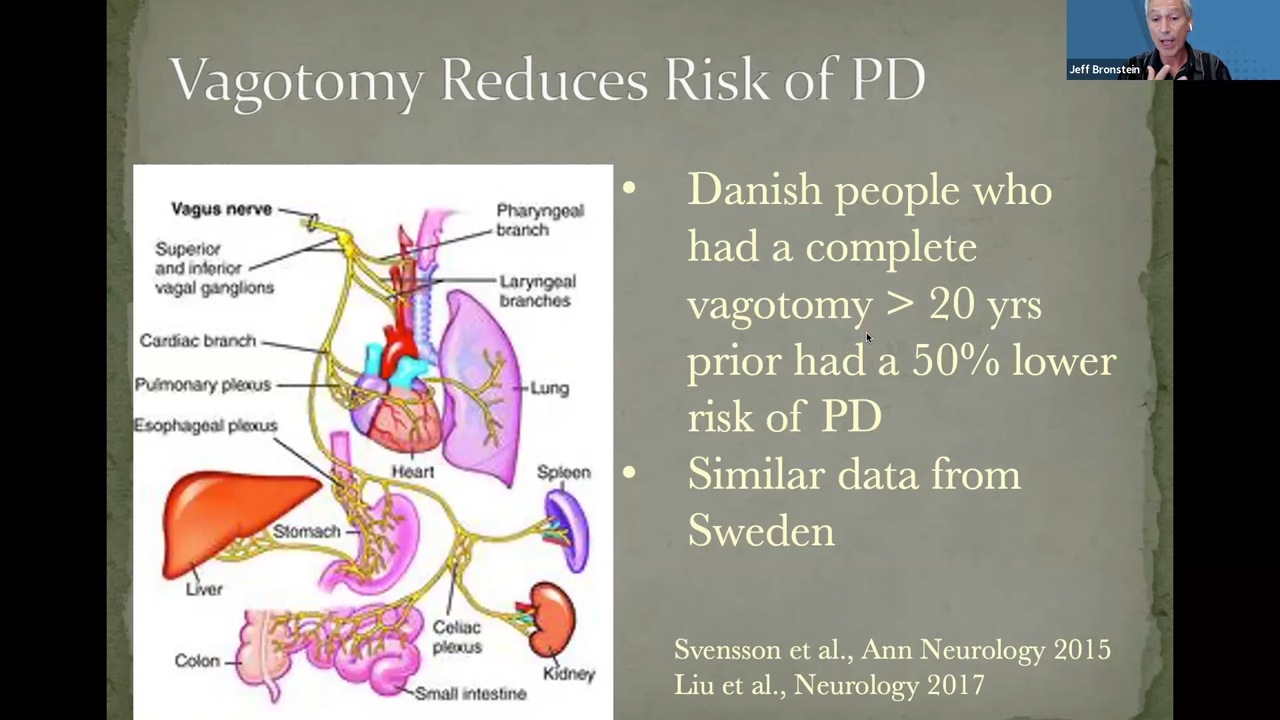 Jeff Bronstein
Vagotomy Reduces Risk of PD
Vagus nerve
Superior
and inferior
vagal ganglions
Cardiac branch
Pulmonary plexus
Esophageal plexus
Pharyngeal
branch
Laryngeal
branches
Lung
Heart
Spleen
Stomach
Liver
Celiac
plexus
Kidney
Colon
Small intestine
• Danish people who
had a complete
vagotomy > 20 yrs
prior had a 50% lower
risk of PD
• Similar data from
Sweden
Svensson et al., Ann Neurology 2015
Liu et al., Neurology 2017